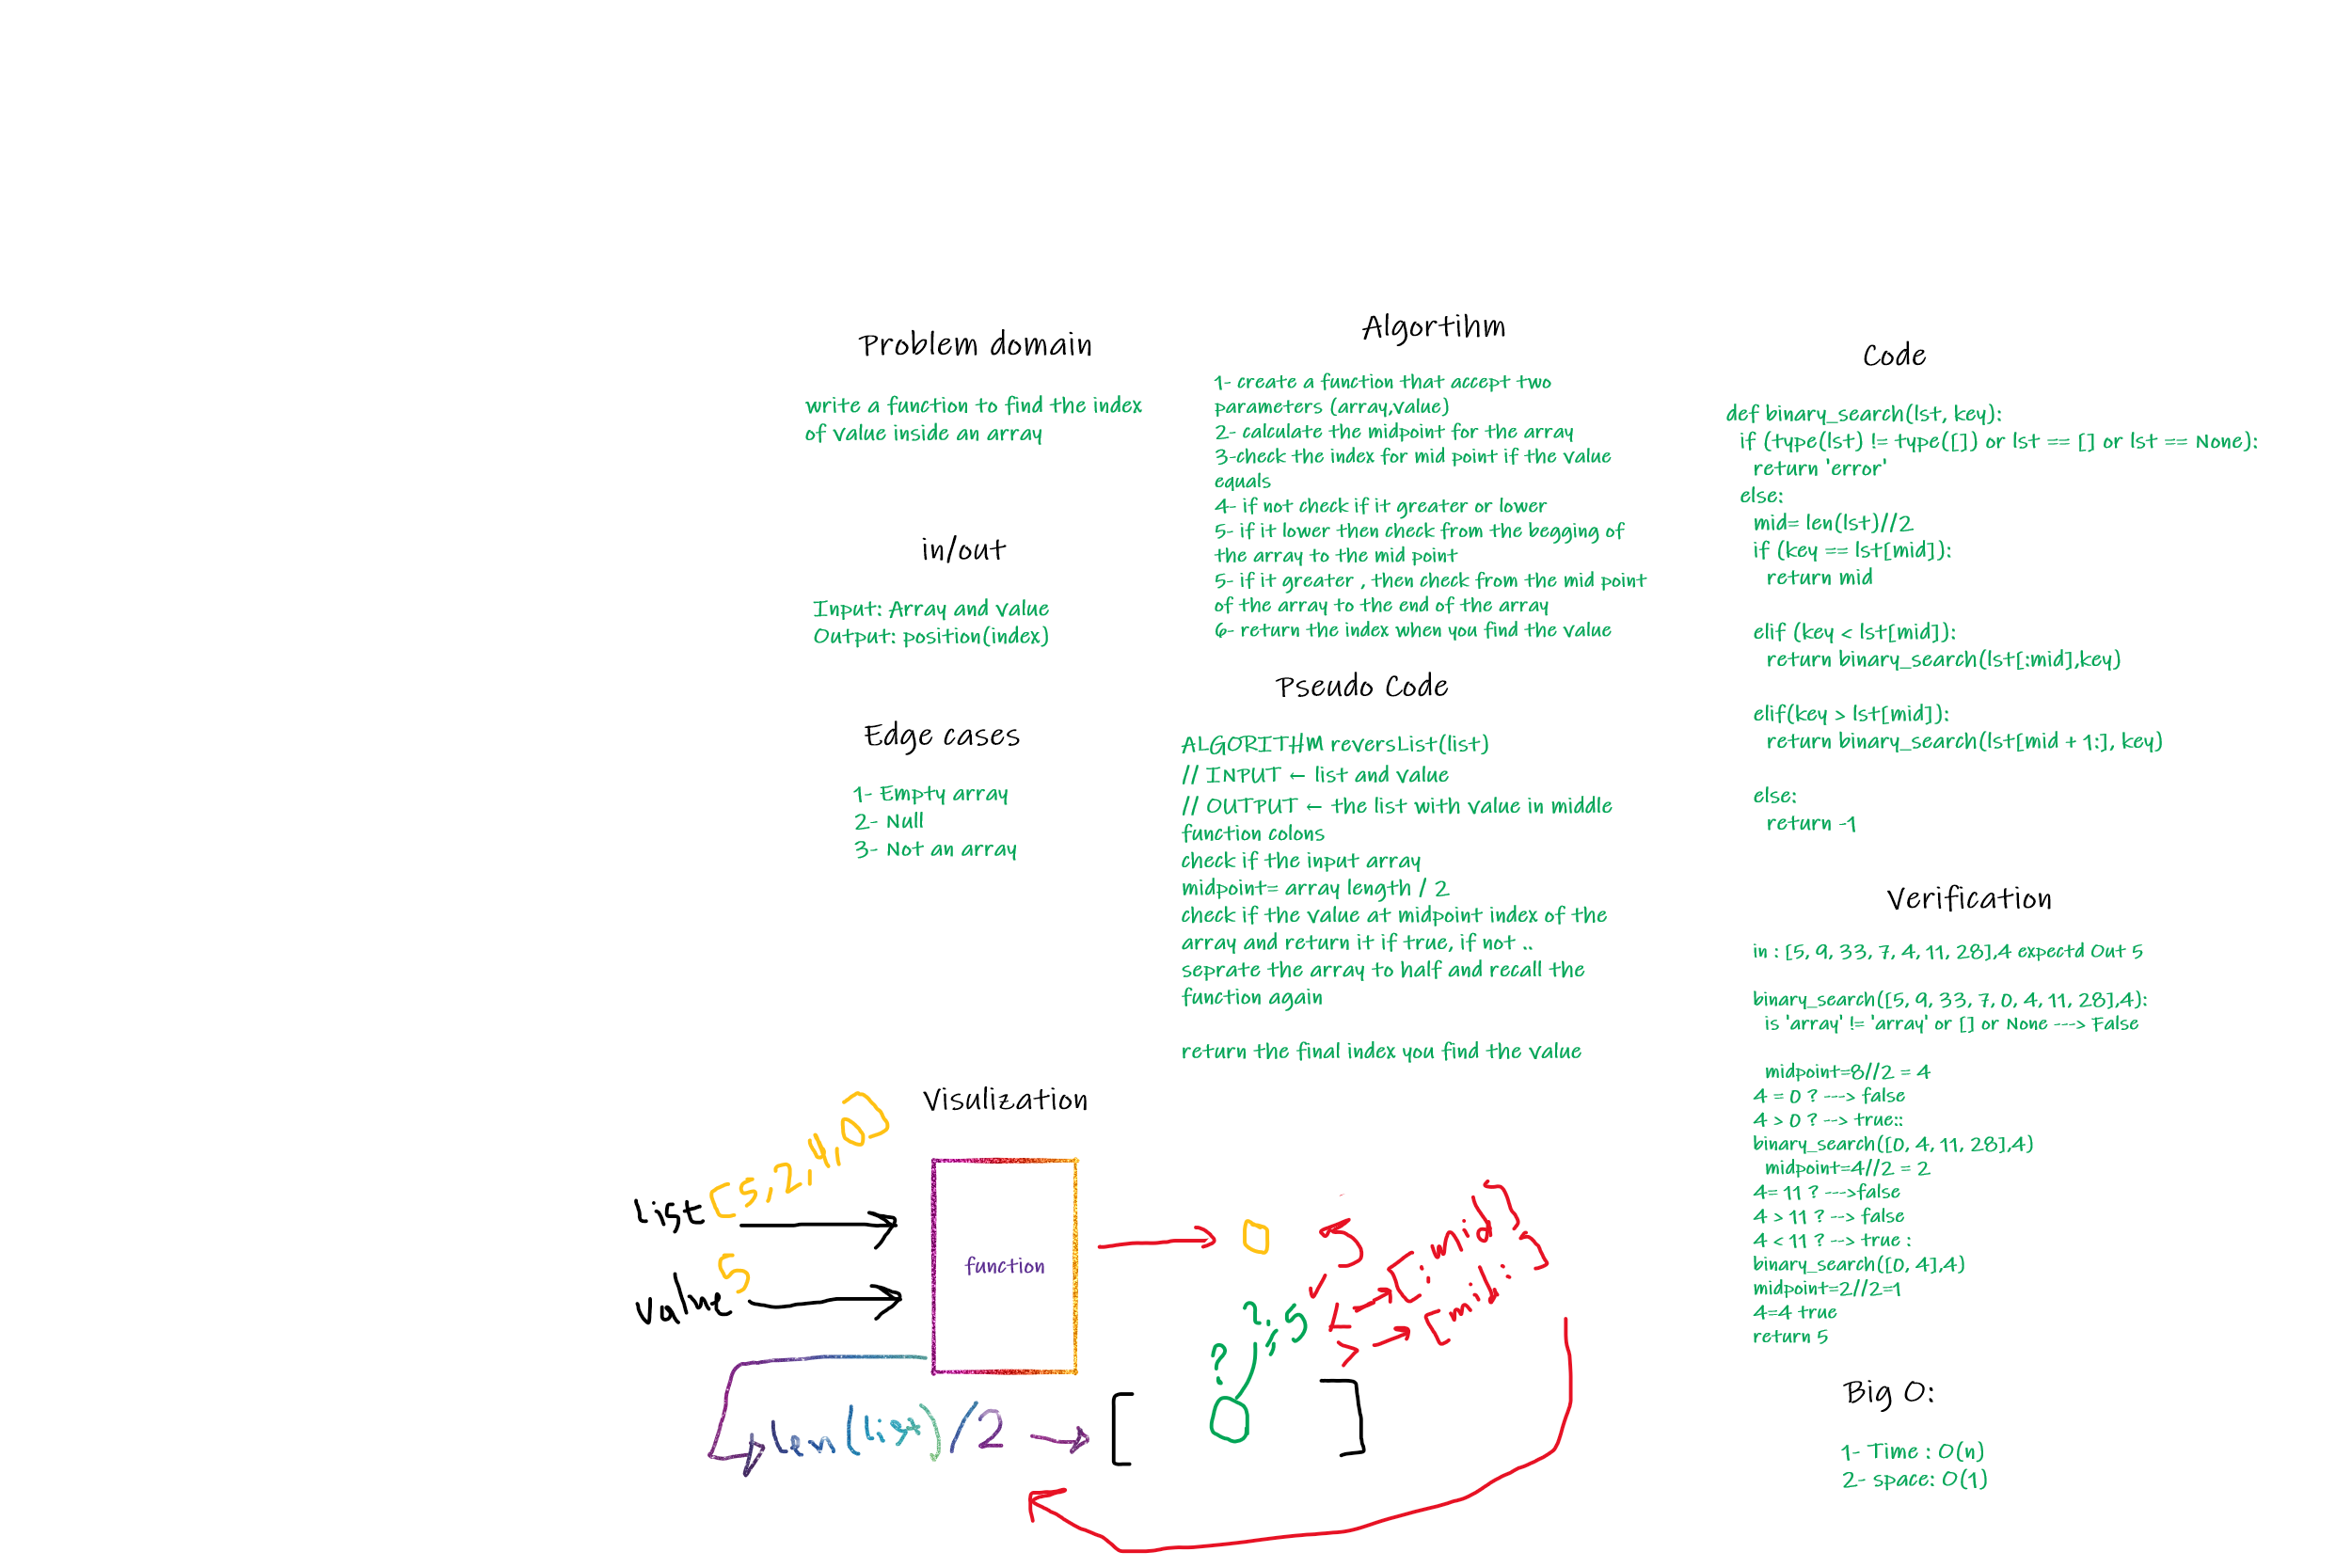 Problem domain
write a function to find the index
of value inside an array
in/out
Input: Array and value
Output: position(index)
Edge cases
1- Empty array
2- Null
3- Not an array
Algortihm
1- create a function that accept two
parameters (array,value)
2- calculate the midpoint for the array
3-check the index for mid point if the value
equals
4- if not check if it greater or lower
5- if it lower then check from the begging of
the array to the mid point
5- if it greater , then check from the mid point
of the array to the end of the array
6- return the index when you find the value
Pseudo Code
ALGORITHM reversList(list)
// INPUT ← list and value
// OUTPUT ← the list with value in middle
function colons
check if the input array
midpoint= array length / 2
check if the value at midpoint index of the
array and return it if true, if not ..
seprate the array to half and recall the
function again
return the final index you find the value
Code
def binary_search(lst, key):
if (type(lst) != type([]) or lst == [] or lst == None):
return 'error'
else:
mid= len(lst)//2
if (key == lst[mid]):
return mid
elif (key < lst[mid]):
return binary_search(lst[:mid],key)
elif(key > lst[mid]):
return binary_search(lst[mid + 1:], key)
else:
return -1
Verification
in : [5, 9, 33, 7, 4, 11, 28],4 expectd Out 5
binary_search([5, 9, 33, 7, 0, 4, 11, 28],4):
is 'array' != 'array' or [] or None ---> False
midpoint=8//2 = 4
4 = 0 ? ---> false
4 > 0 ? --> true::
binary_search([0, 4, 11, 28],4)
midpoint=4//2 = 2
4= 11 ? --->false
4 > 11 ? --> false
4 < 11 ? --> true :
binary_search([0, 4],4)
midpoint=2//2=1
4=4 true
return 5
Big O:
1- Time : O(n)
2- space: O(1)
Visulization
list [5,2,4,0]
value 5
function
0
len(list)/2 → [ ]
? ? 5
< → [:mid]
> → [mid:]